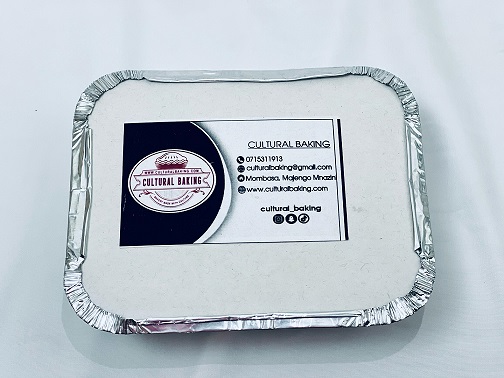 WWW.CULTURALBAKING.COM
CULTURAL BAKING
CULTURAL BAKING
0715311913
culturalbaking@gmail.com
Mombasa, Majengo Mnazini
www.culturalbaking.com
cultural_baking